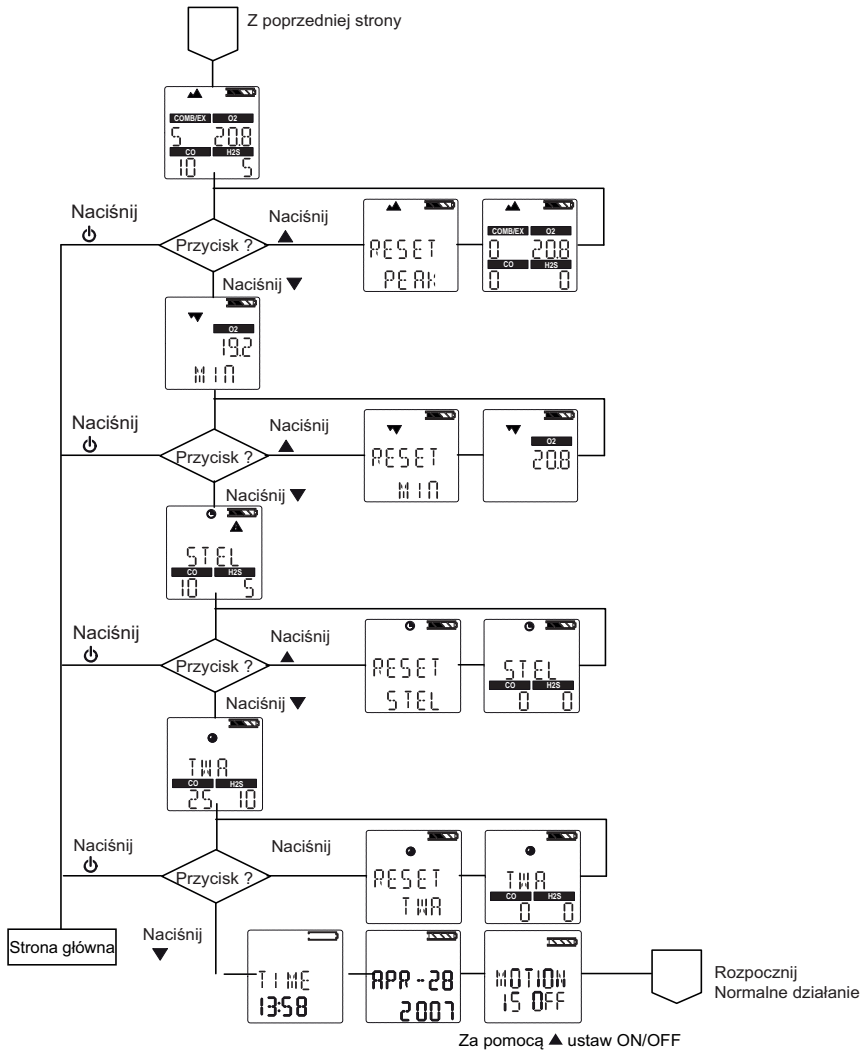 Z poprzedniej strony
COMB/EX O2
5 20.8
CO H2S
10 5
Naciśnij
Przycisk ?
Naciśnij
RESET
PEAK
COMB/EX O2
0 20.8
CO H2S
0 0
Naciśnij ▼
O2
19.2
MIN
Naciśnij
Przycisk ?
Naciśnij
RESET
MIN
O2
20.8
Naciśnij ▼
STEL
CO H2S
10 5
Naciśnij
Przycisk ?
Naciśnij
RESET
STEL
STEL
CO H2S
0 0
Naciśnij ▼
TWA
CO H2S
25 10
Naciśnij
Przycisk ?
Naciśnij
RESET
TWA
TWA
CO H2S
0 0
Strona główna
Naciśnij
▼
TIME
13:58
APR-28
2007
MOTION
IS OFF
Rozpocznij
Normalne działanie
Za pomocą ▲ ustaw ON/OFF